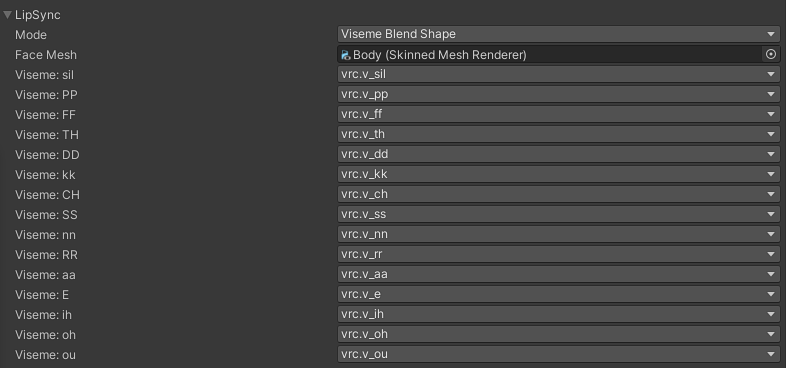 LipSync
Mode Viseme Blend Shape
Face Mesh Body (Skinned Mesh Renderer)
Viseme: sil vrc.v_sil
Viseme: PP vrc.v_pp
Viseme: FF vrc.v_ff
Viseme: TH vrc.v_th
Viseme: DD vrc.v_dd
Viseme: kk vrc.v_kk
Viseme: CH vrc.v_ch
Viseme: SS vrc.v_ss
Viseme: nn vrc.v_nn
Viseme: RR vrc.v_rr
Viseme: aa vrc.v_aa
Viseme: E vrc.v_e
Viseme: ih vrc.v_ih
Viseme: oh vrc.v_oh
Viseme: ou vrc.v_ou